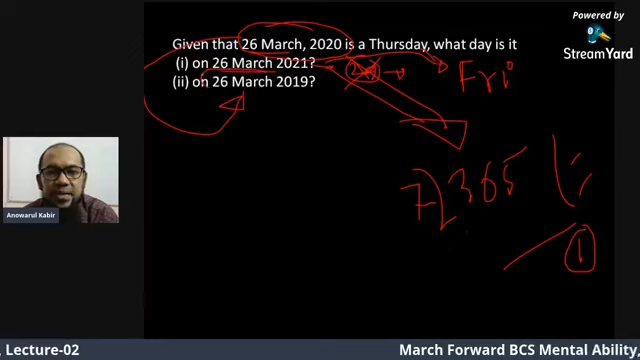 Powered by
StreamYard
Given that 26 March, 2020 is a Thursday, what day is it
(i) on 26 March 2021?
(ii) on 26 March 2019?
Fri
7) 365 (
1
Anowarul Kabir
, Lecture-02
March Forward BCS Mental Ability,